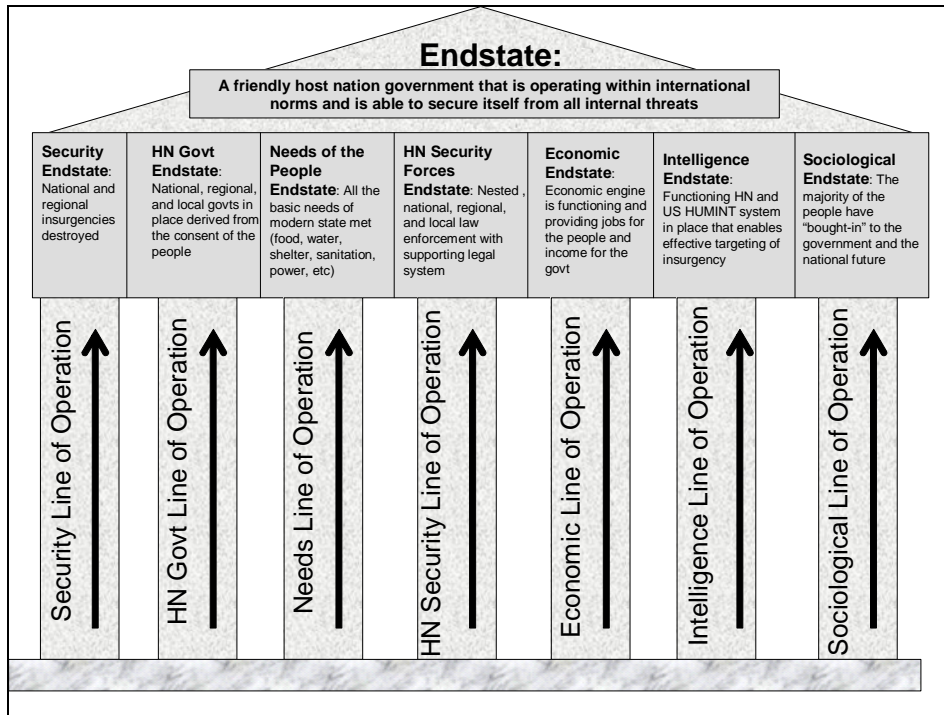 Endstate:
A friendly host nation government that is operating within international
norms and is able to secure itself from all internal threats
Security
Endstate:
National and
regional
insurgencies
destroyed
HN Govt
Endstate:
National, regional,
and local govts in
place derived from
the consent of the
people
Needs of the
People
Endstate: All the
basic needs of
modern state met
(food, water,
shelter, sanitation,
power, etc)
HN Security
Forces
Endstate: Nested ,
national, regional,
and local law
enforcement with
supporting legal
system
Economic
Endstate:
Economic engine
is functioning and
providing jobs for
the people and
income for the
govt
Intelligence
Endstate:
Functioning HN and
US HUMINT system
in place that enables
effective targeting of
insurgency
Sociological
Endstate: The
majority of the
people have
“bought-in” to the
government and the
national future
Security Line of Operation
HN Govt Line of Operation
Needs Line of Operation
HN Security Line of Operation
Economic Line of Operation
Intelligence Line of Operation
Sociological Line of Operation